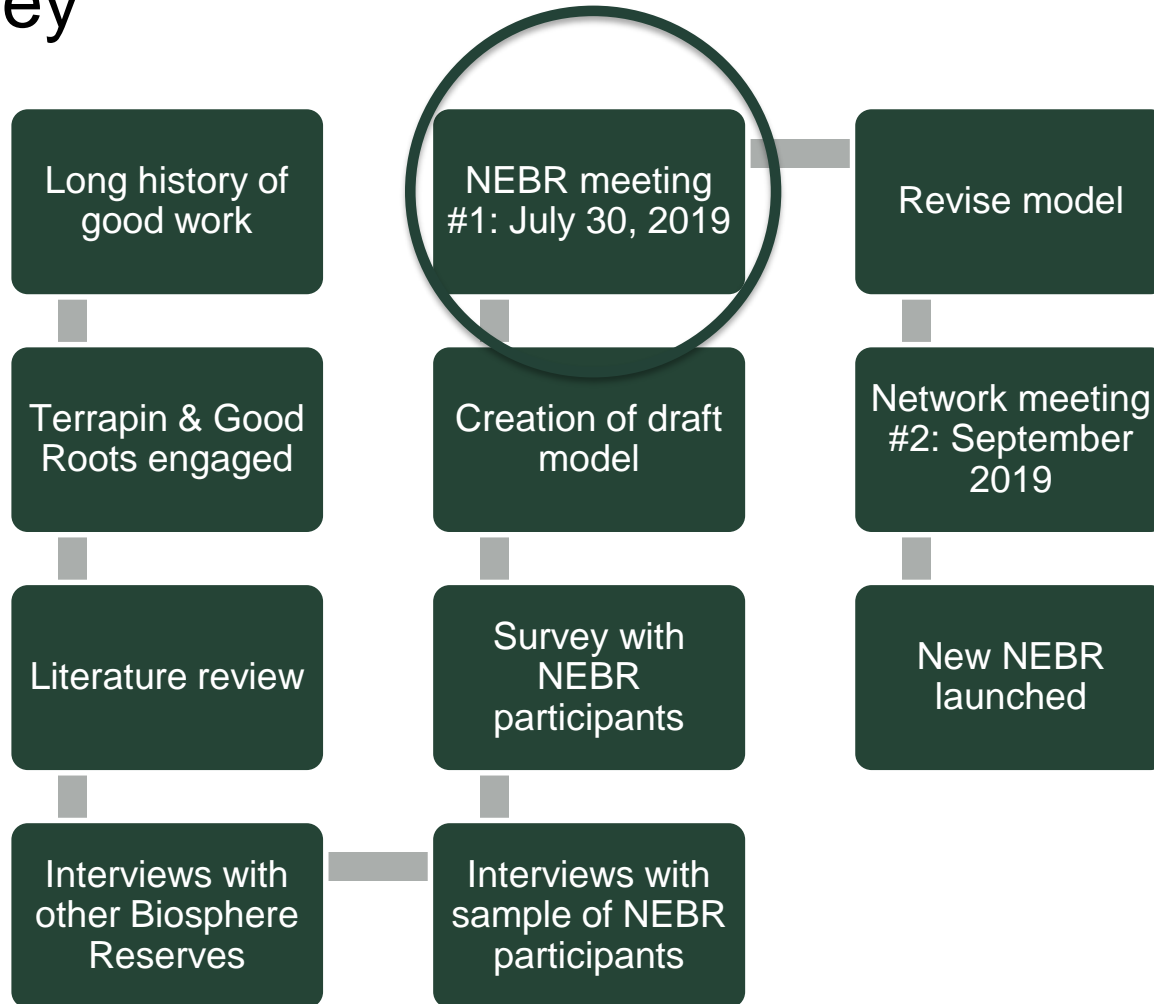 ey
Long history of
good work
Terrapin & Good
Roots engaged
Literature review
Interviews with
other Biosphere
Reserves
Interviews with
sample of NEBR
participants
Survey with
NEBR
participants
Creation of draft
model
NEBR meeting
#1: July 30, 2019
Revise model
Network meeting
#2: September
2019
New NEBR
launched